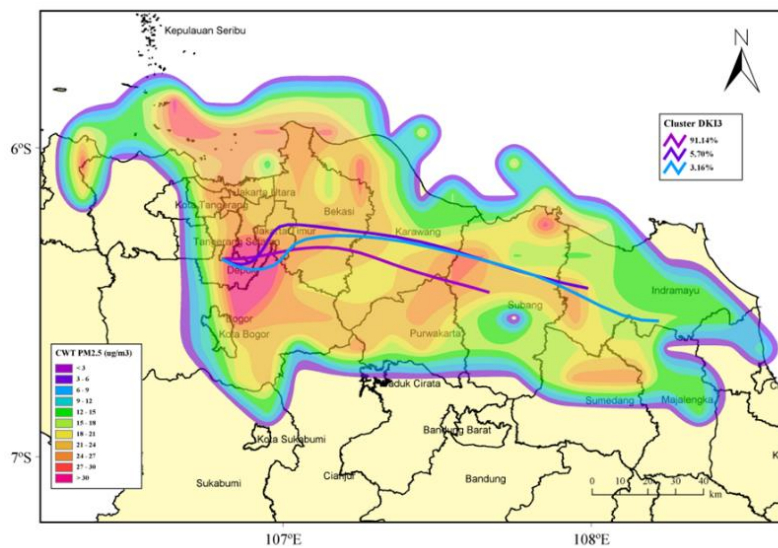 Kepulauan Seribu
N
Cluster DKI3
91.14%
5.70%
3.16%
6°S
Jakarta Utara
Kota Tangerang
Bekasi
Jakarta Timur
Karawang
Tangerang Selatan
Depok
Indramayu
Subang
Bogor
Kota Bogor
Purwakarta
CWT PM2.5 (ug/m3)
< 3
3 - 6
6 - 9
9 - 12
12 - 15
15 - 18
18 - 21
21 - 24
24 - 27
27 - 30
> 30
Waduk Cirata
Sumedang
Majalengka
Kota Sukabumi
Bandung Barat
7°S
Sukabumi
Cianjur
Bandung
0 5 10 20 30 40
km
107°E
108°E